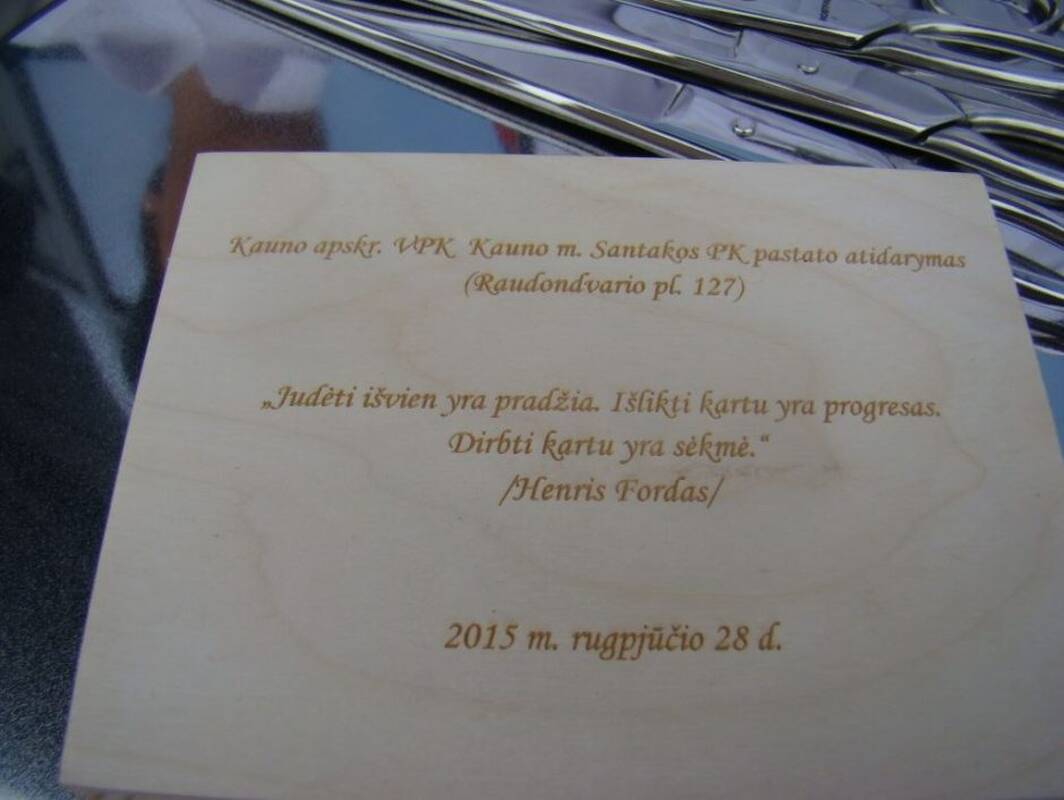 Kauno apskr. VPK Kauno m. Santakos PK pastato atidarymas
(Raudondvario pl. 127)
„Judėti išvien yra pradžia. Išlikti kartu yra progresas.
Dirbti kartu yra sėkmė.“
/Henris Fordas/
2015 m. rugpjūčio 28 d.